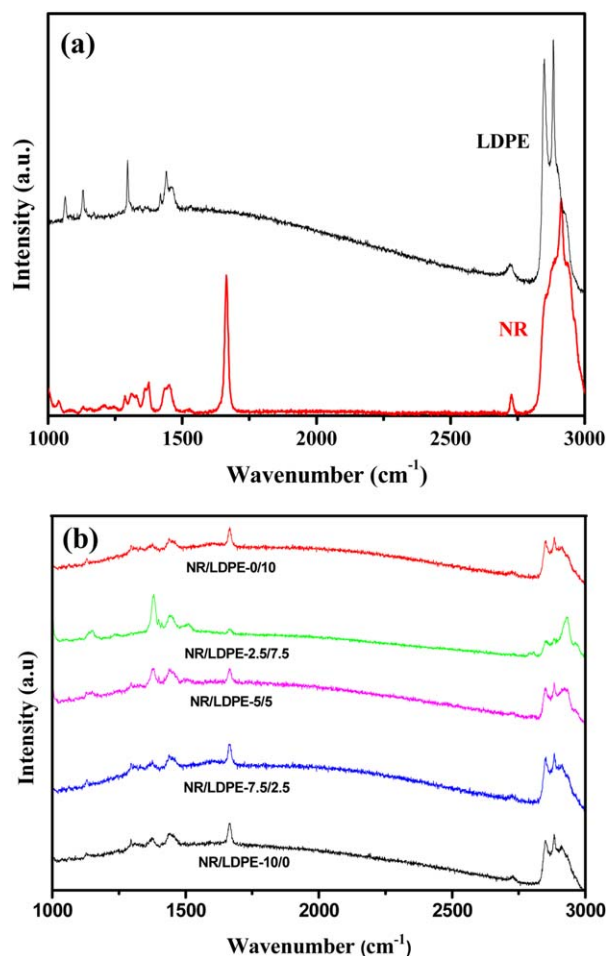 (a)
LDPE
NR
Intensity (a.u.)
1000 1500 2000 2500 3000
Wavenumber (cm-1)
(b)
NR/LDPE-0/10
NR/LDPE-2.5/7.5
NR/LDPE-5/5
NR/LDPE-7.5/2.5
NR/LDPE-10/0
Intensity (a.u)
1000 1500 2000 2500 3000
Wavenumber (cm-1)